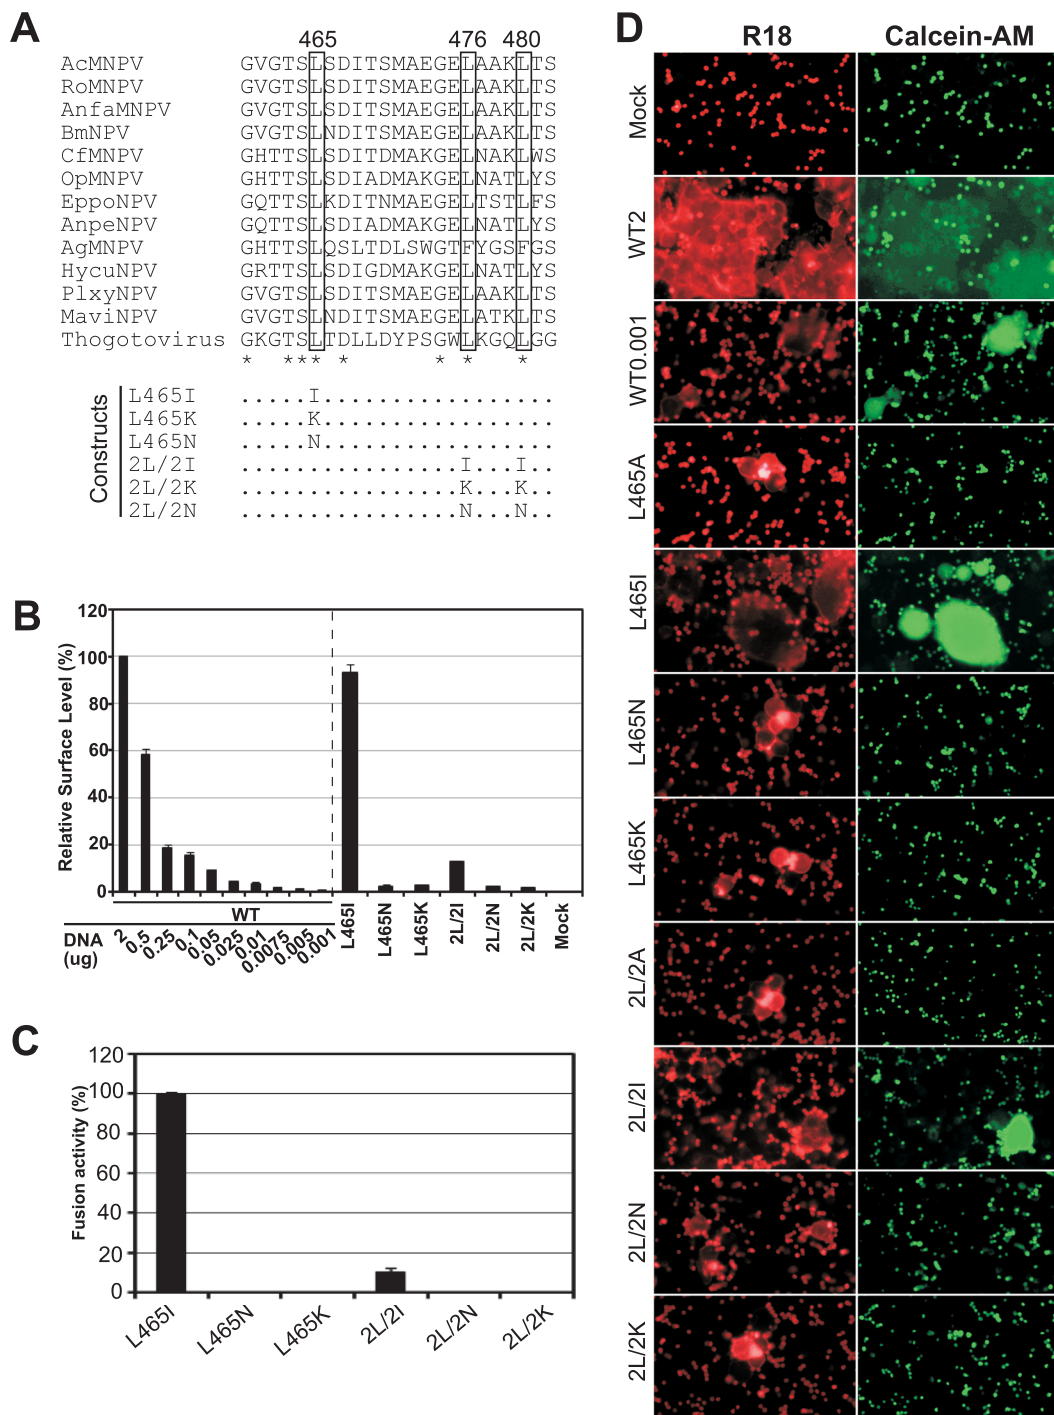 A
465 476 480
AcMNPV GVGTSLSDITSMAEGELAAKLTS
RoMNPV GVGTSLSDITSMAEGELAAKLTS
AnfaMNPV GVGTSLSDITSMAEGELAAKLTS
BmNPV GVGTSLNDITSMAEGELAAKLTS
CfMNPV GHTTSLSDITDMAKGELNAKLWS
OpMNPV GHTTSLSDIADMAKGELNATLYS
EppoNPV GQTTSLKDITNMAEGELTSTLFS
AnpeNPV GQTTSLSDIADMAKGELNATLYS
AgMNPV GHTTSLQSLTDLSWGTFYGSFGS
HycuNPV GRTTSLSDIGDMAKGELNATLYS
PlxyNPV GVGTSLSDITSMAEGELAAKLTS
MaviNPV GVGTSLSDITSMAEGELATKLTS
Thogotovirus GKGTSLTDLLDYPSGWLKGQLGG
* *** * * * *
Constructs
L465I .....I.................
L465K .....K.................
L465N .....N.................
2L/2I ................I...I..
2L/2K ................K...K..
2L/2N ................N...N..
B
Relative Surface Level (%)
120
100
80
60
40
20
0
WT
DNA (ug)
2 0.5 0.25 0.1 0.05 0.025 0.01 0.0075 0.005 0.001
L465I L465N L465K 2L/2I 2L/2N 2L/2K Mock
C
Fusion activity (%)
120
100
80
60
40
20
0
L465I L465N L465K 2L/2I 2L/2N 2L/2K
D
R18 Calcein-AM
Mock
WT2
WT0.001
L465A
L465I
L465N
L465K
2L/2A
2L/2I
2L/2N
2L/2K